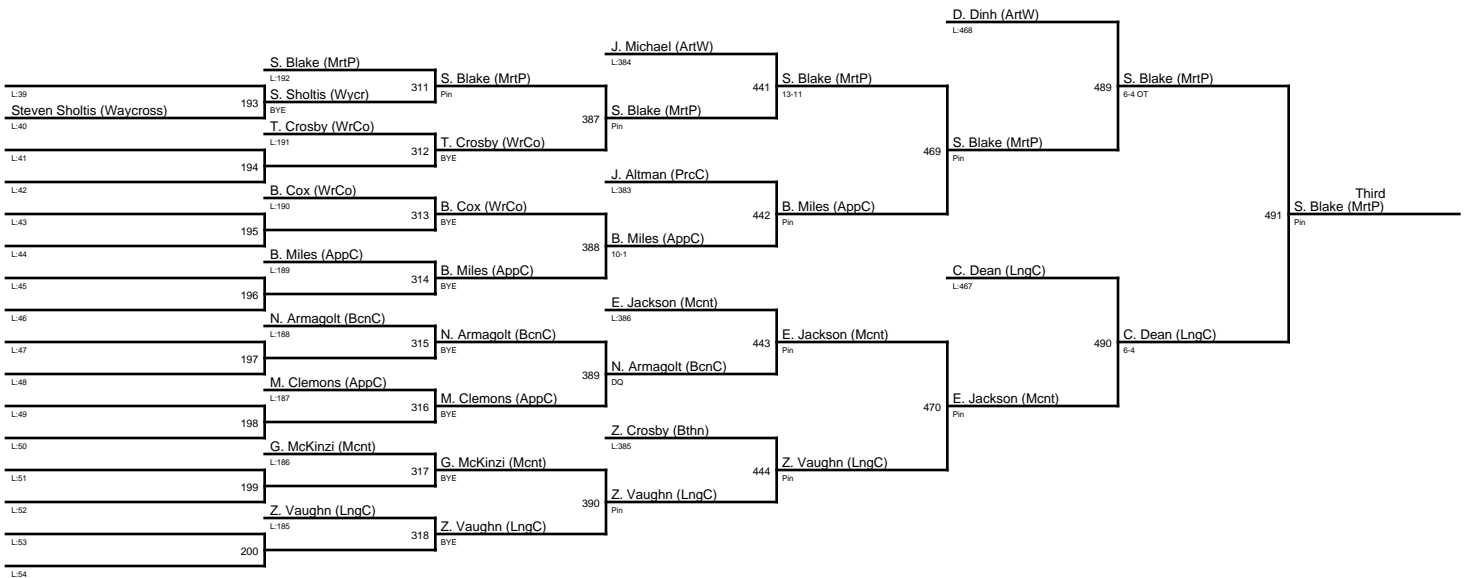 D. Dinh (ArtW)
L:468
J. Michael (ArtW)
L:384
S. Blake (MrtP)
L:192
311
S. Blake (MrtP)
Pin
441
S. Blake (MrtP)
13-11
489
S. Blake (MrtP)
6-4 OT
L:39
193
S. Sholtis (Wycr)
BYE
Steven Sholtis (Waycross)
L:40
387
S. Blake (MrtP)
Pin
T. Crosby (WrCo)
L:191
312
T. Crosby (WrCo)
BYE
L:41
194
469
S. Blake (MrtP)
Pin
L:42
J. Altman (PrcC)
L:383
B. Cox (WrCo)
L:190
313
B. Cox (WrCo)
BYE
442
B. Miles (AppC)
Pin
491
Third
S. Blake (MrtP)
Pin
L:43
195
L:44
388
B. Miles (AppC)
10-1
B. Miles (AppC)
L:189
314
B. Miles (AppC)
BYE
C. Dean (LngC)
L:467
L:45
196
L:46
E. Jackson (Mcnt)
L:386
N. Armagolt (BcnC)
L:188
315
N. Armagolt (BcnC)
BYE
443
E. Jackson (Mcnt)
Pin
490
C. Dean (LngC)
6-4
L:47
197
L:48
389
N. Armagolt (BcnC)
DQ
M. Clemons (AppC)
L:187
316
M. Clemons (AppC)
BYE
470
E. Jackson (Mcnt)
Pin
L:49
198
L:50
Z. Crosby (Bthn)
L:385
G. McKinzi (Mcnt)
L:186
317
G. McKinzi (Mcnt)
BYE
444
Z. Vaughn (LngC)
Pin
L:51
199
L:52
390
Z. Vaughn (LngC)
Pin
Z. Vaughn (LngC)
L:185
318
Z. Vaughn (LngC)
BYE
L:53
200
L:54